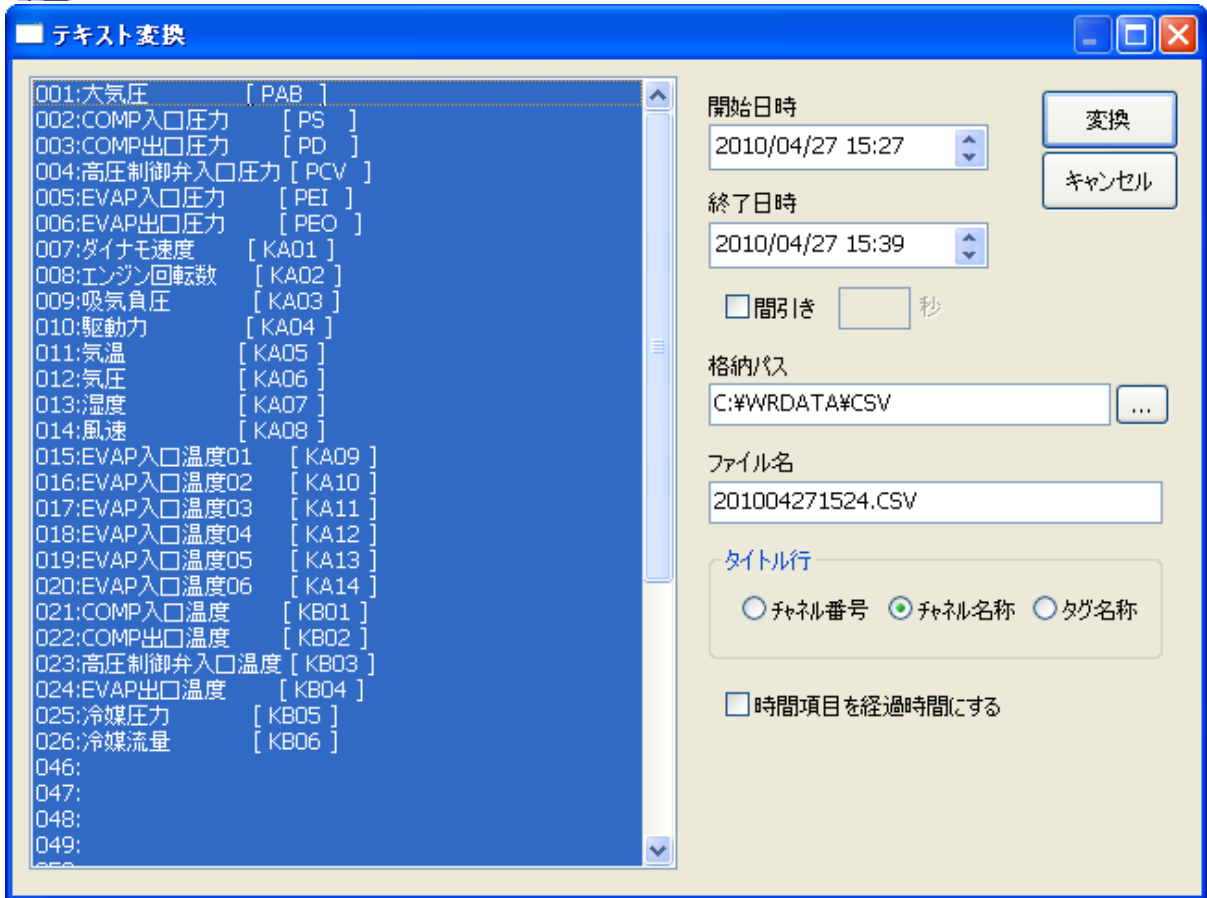 テキスト変換
001:大気圧 [ PAB ]
002:COMP入口圧力 [ PS ]
003:COMP出口圧力 [ PD ]
004:高圧制御弁入口圧力 [ PCV ]
005:EVAP入口圧力 [ PEI ]
006:EVAP出口圧力 [ PEO ]
007:ダイナモ速度 [ KA01 ]
008:エンジン回転数 [ KA02 ]
009:吸気負圧 [ KA03 ]
010:駆動力 [ KA04 ]
011:気温 [ KA05 ]
012:気圧 [ KA06 ]
013:湿度 [ KA07 ]
014:風速 [ KA08 ]
015:EVAP入口温度01 [ KA09 ]
016:EVAP入口温度02 [ KA10 ]
017:EVAP入口温度03 [ KA11 ]
018:EVAP入口温度04 [ KA12 ]
019:EVAP入口温度05 [ KA13 ]
020:EVAP入口温度06 [ KA14 ]
021:COMP入口温度 [ KB01 ]
022:COMP出口温度 [ KB02 ]
023:高圧制御弁入口温度 [ KB03 ]
024:EVAP出口温度 [ KB04 ]
025:冷媒圧力 [ KB05 ]
026:冷媒流量 [ KB06 ]
046:
047:
048:
049:
開始日時
2010/04/27 15:27
終了日時
2010/04/27 15:39
間引き 秒
格納パス
C:¥WRDATA¥CSV
...
ファイル名
201004271524.CSV
タイトル行
チャネル番号 チャネル名称 タグ名称
時間項目を経過時間にする
変換
キャンセル